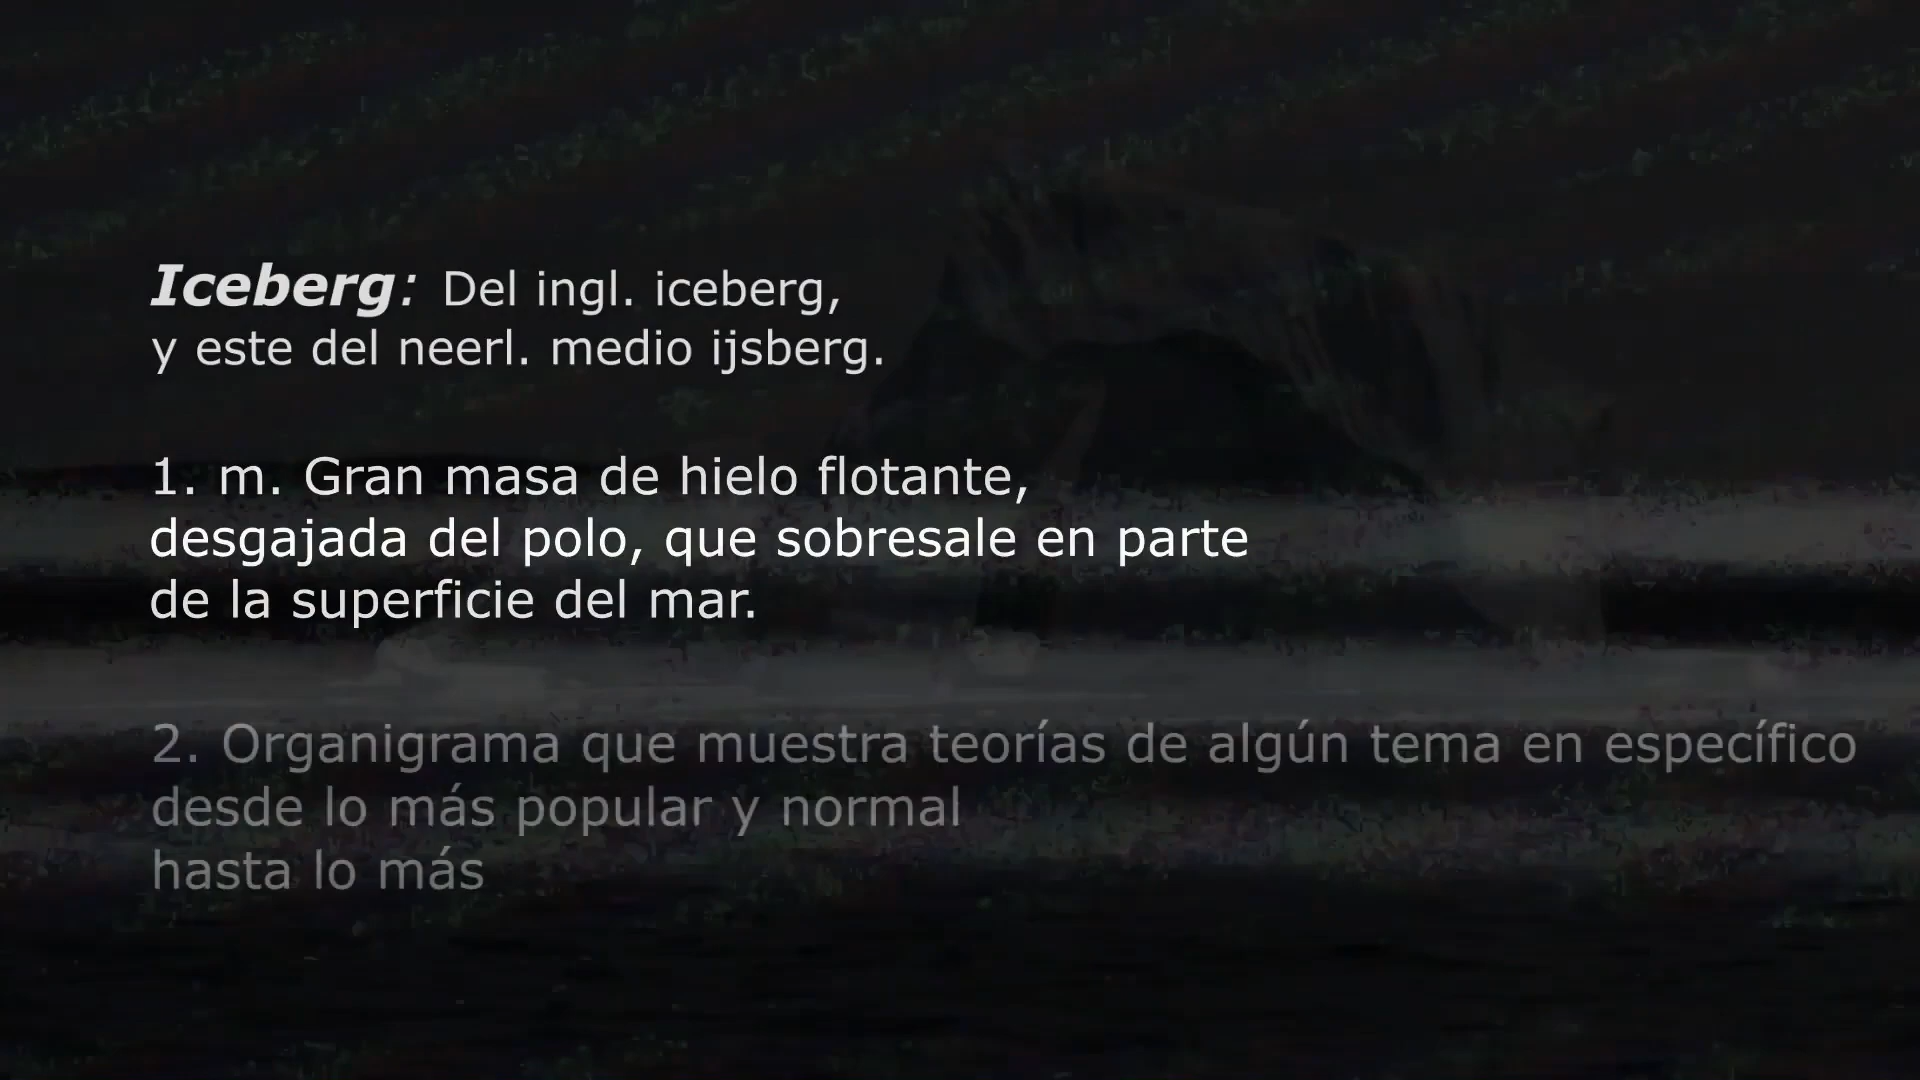 Iceberg: Del ingl. iceberg,
y este del neerl. medio ijsberg.
1. m. Gran masa de hielo flotante,
desgajada del polo, que sobresale en parte
de la superficie del mar.
2. Organigrama que muestra teorías de algún tema en específico
desde lo más popular y normal
hasta lo más